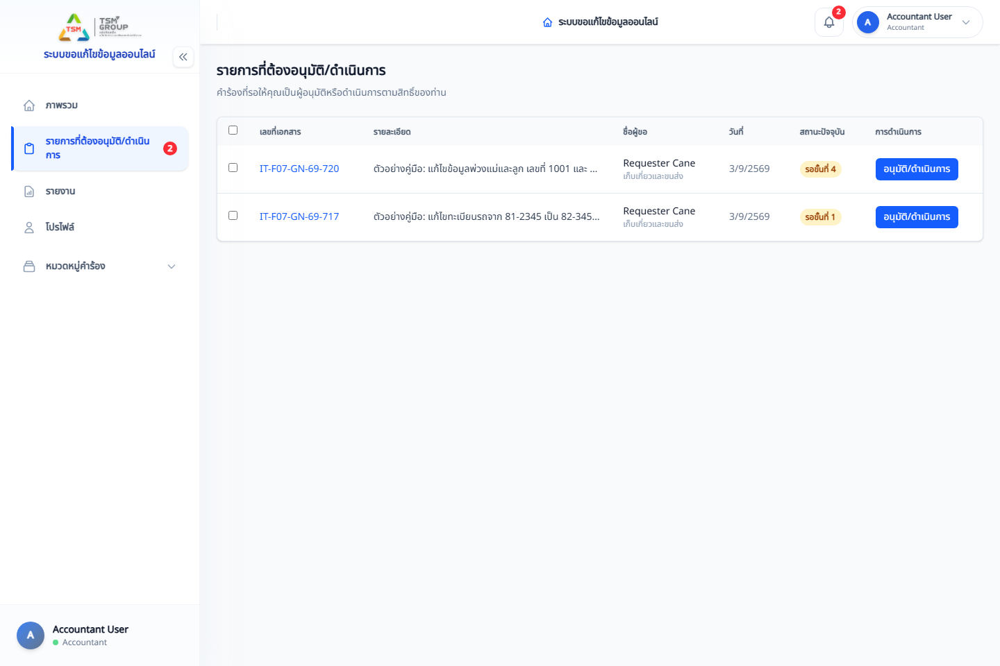 TSM
TSM
GROUP
ระบบขอแก้ไขข้อมูลออนไลน์
ระบบขอแก้ไขข้อมูลออนไลน์
2
A
Accountant User
Accountant
ภาพรวม
รายการที่ต้องอนุมัติ/ดำเนิน
การ
2
รายงาน
โปรไฟล์
หมวดหมู่คำร้อง
รายการที่ต้องอนุมัติ/ดำเนินการ
คำร้องที่รอให้คุณเป็นผู้อนุมัติหรือดำเนินการตามสิทธิ์ของท่าน
เลขที่เอกสาร รายละเอียด ชื่อผู้ขอ วันที่ สถานะปัจจุบัน การดำเนินการ
IT-F07-GN-69-720 ตัวอย่างคู่มือ: แก้ไขข้อมูลพ่วงแม่และลูก เลขที่ 1001 และ ... Requester Cane 3/9/2569 รอขั้นที่ 4 อนุมัติ/ดำเนินการ
เก็บเกี่ยวและขนส่ง
IT-F07-GN-69-717 ตัวอย่างคู่มือ: แก้ไขทะเบียนรถจาก 81-2345 เป็น 82-345... Requester Cane 3/9/2569 รอขั้นที่ 1 อนุมัติ/ดำเนินการ
เก็บเกี่ยวและขนส่ง
A
Accountant User
Accountant